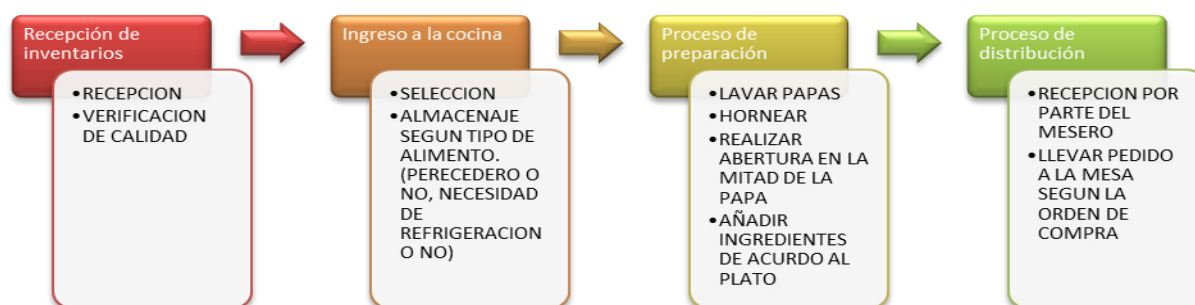 Recepción de
inventarios
•RECEPCION
•VERIFICACION
DE CALIDAD
Ingreso a la cocina
•SELECCION
•ALMACENAJE
SEGUN TIPO DE
ALIMENTO.
(PERECEDERO O
NO, NECESIDAD
DE
REFRIGERACION
O NO)
Proceso de
preparación
•LAVAR PAPAS
•HORNEAR
•REALIZAR
ABERTURA EN LA
MITAD DE LA
PAPA
•AÑADIR
INGREDIENTES
DE ACURDO AL
PLATO
Proceso de
distribución
•RECEPCION POR
PARTE DEL
MESERO
•LLEVAR PEDIDO
A LA MESA
SEGUN LA
ORDEN DE
COMPRA